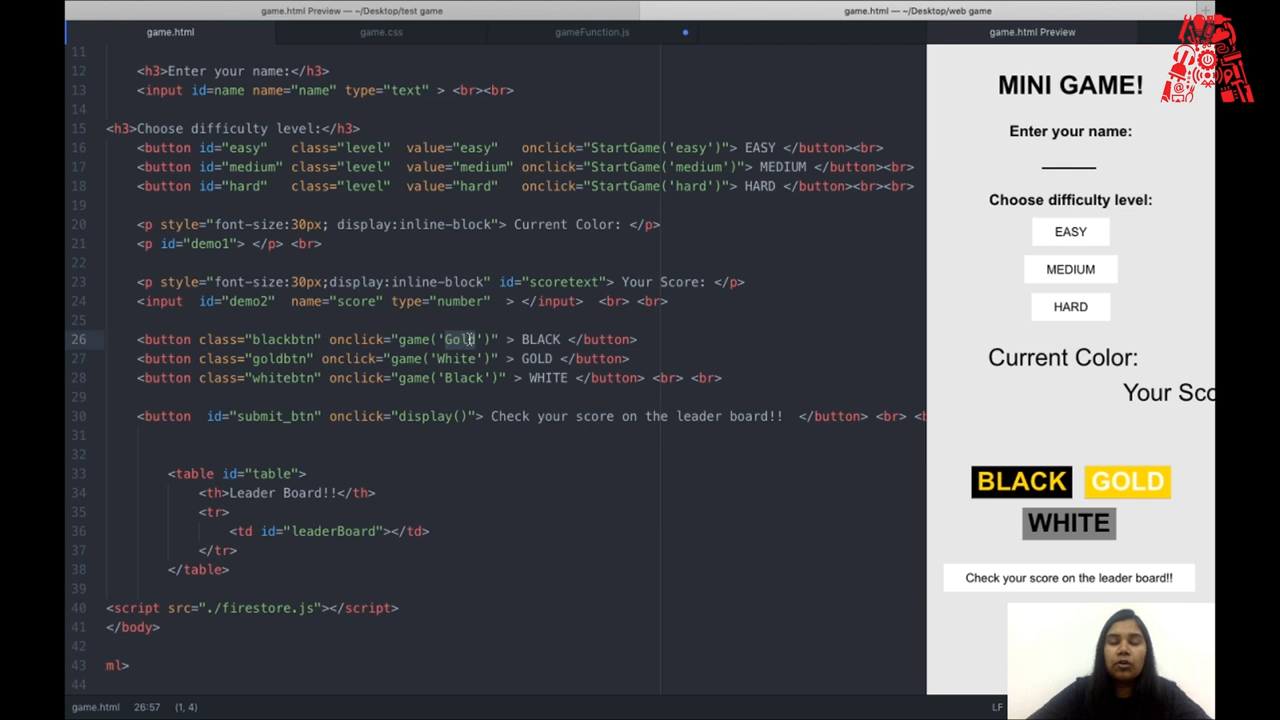 game.html Preview — ~/Desktop/test game
game.html — ~/Desktop/web game
game.html
game.css
gameFunction.js
game.html Preview
11
12 <h3>Enter your name:</h3>
13 <input id=name name="name" type="text" > <br><br>
14
15 <h3>Choose difficulty level:</h3>
16 <button id="easy" class="level" value="easy" onclick="StartGame('easy')"> EASY </button><br>
17 <button id="medium" class="level" value="medium" onclick="StartGame('medium')"> MEDIUM </button><br>
18 <button id="hard" class="level" value="hard" onclick="StartGame('hard')"> HARD </button><br><br>
19
20 <p style="font-size:30px; display:inline-block"> Current Color: </p>
21 <p id="demo1"> </p> <br>
22
23 <p style="font-size:30px;display:inline-block" id="scoretext"> Your Score: </p>
24 <input id="demo2" name="score" type="number" > </input> <br> <br>
25
26 <button class="blackbtn" onclick="game('Gold')" > BLACK </button>
27 <button class="goldbtn" onclick="game('White')" > GOLD </button>
28 <button class="whitebtn" onclick="game('Black')" > WHITE </button> <br> <br>
29
30 <button id="submit_btn" onclick="display()"> Check your score on the leader board!! </button> <br> <b
31
32
33 <table id="table">
34 <th>Leader Board!!</th>
35 <tr>
36 <td id="leaderBoard"></td>
37 </tr>
38 </table>
39
40 <script src="./firestore.js"></script>
41 </body>
42
43 ml>
44
game.html 26:57 (1, 4)
LF
MINI GAME!
Enter your name:
Choose difficulty level:
EASY
MEDIUM
HARD
Current Color:
Your Sco
BLACK GOLD
WHITE
Check your score on the leader board!!